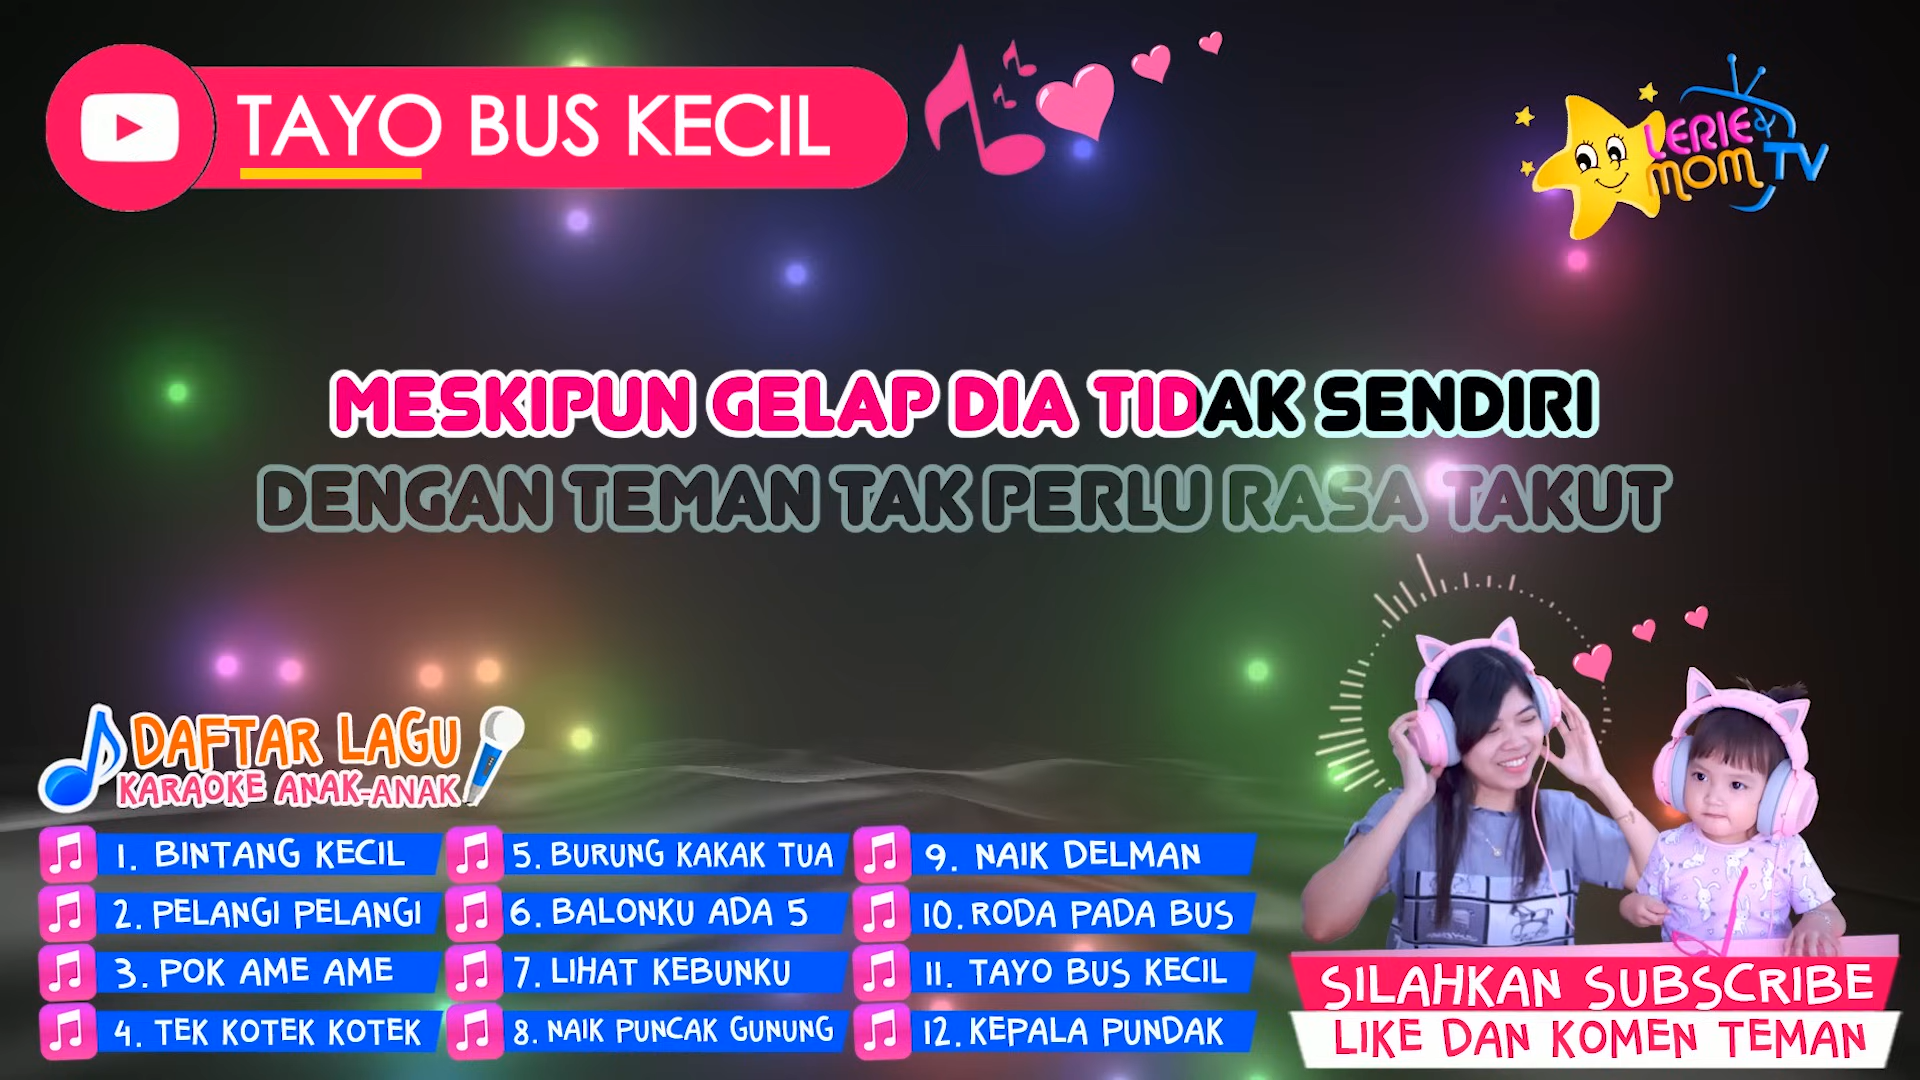 TAYO BUS KECIL
LERIE &
MOM TV
MESKIPUN GELAP DIA TIDAK SENDIRI
DENGAN TEMAN TAK PERLU RASA TAKUT
DAFTAR LAGU
KARAOKE ANAK-ANAK
1. BINTANG KECIL
2. PELANGI PELANGI
3. POK AME AME
4. TEK KOTEK KOTEK
5. BURUNG KAKAK TUA
6. BALONKU ADA 5
7. LIHAT KEBUNKU
8. NAIK PUNCAK GUNUNG
9. NAIK DELMAN
10. RODA PADA BUS
11. TAYO BUS KECIL
12. KEPALA PUNDAK
SILAHKAN SUBSCRIBE
LIKE DAN KOMEN TEMAN